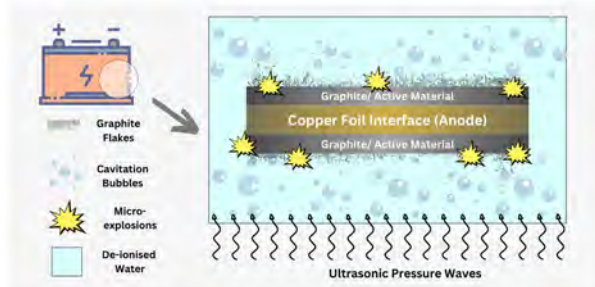 + -
Graphite
Flakes
Cavitation
Bubbles
Micro-
explosions
De-ionised
Water
Graphite/ Active Material
Copper Foil Interface (Anode)
Graphite/ Active Material
Ultrasonic Pressure Waves